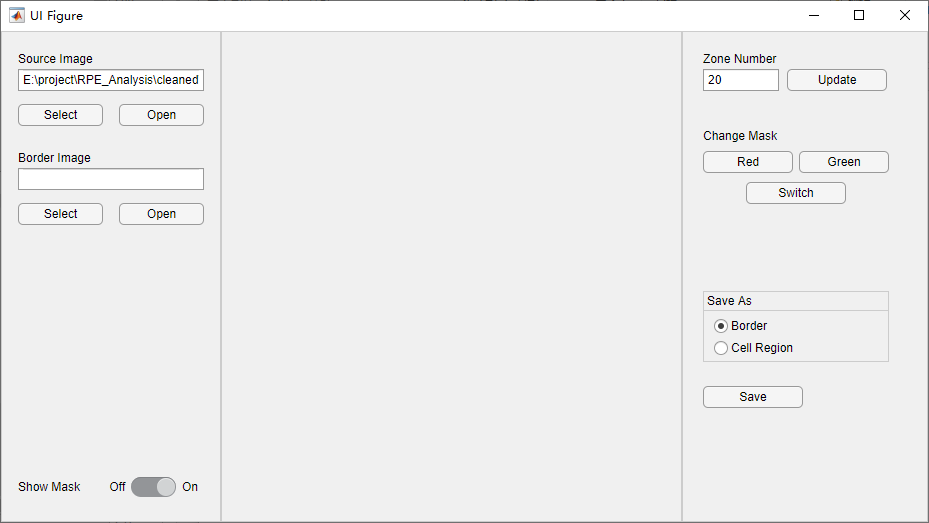 UI Figure
Source Image
E:\project\RPE_Analysis\cleaned
Select Open
Border Image
Select Open
Show Mask Off On
Zone Number
20 Update
Change Mask
Red Green
Switch
Save As
Border
Cell Region
Save